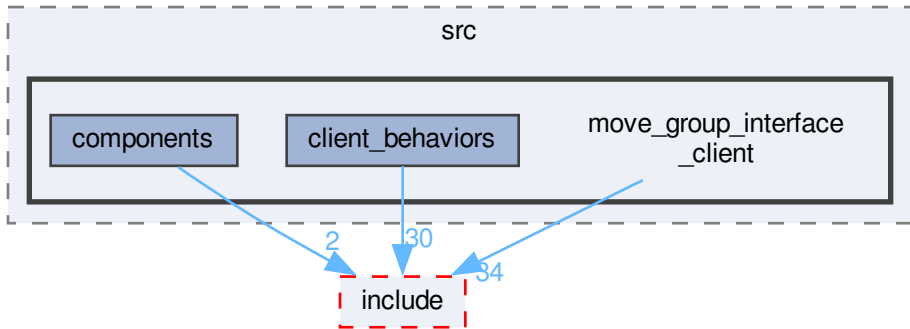 src
components
client_behaviors
move_group_interface
_client
2
30
34
include